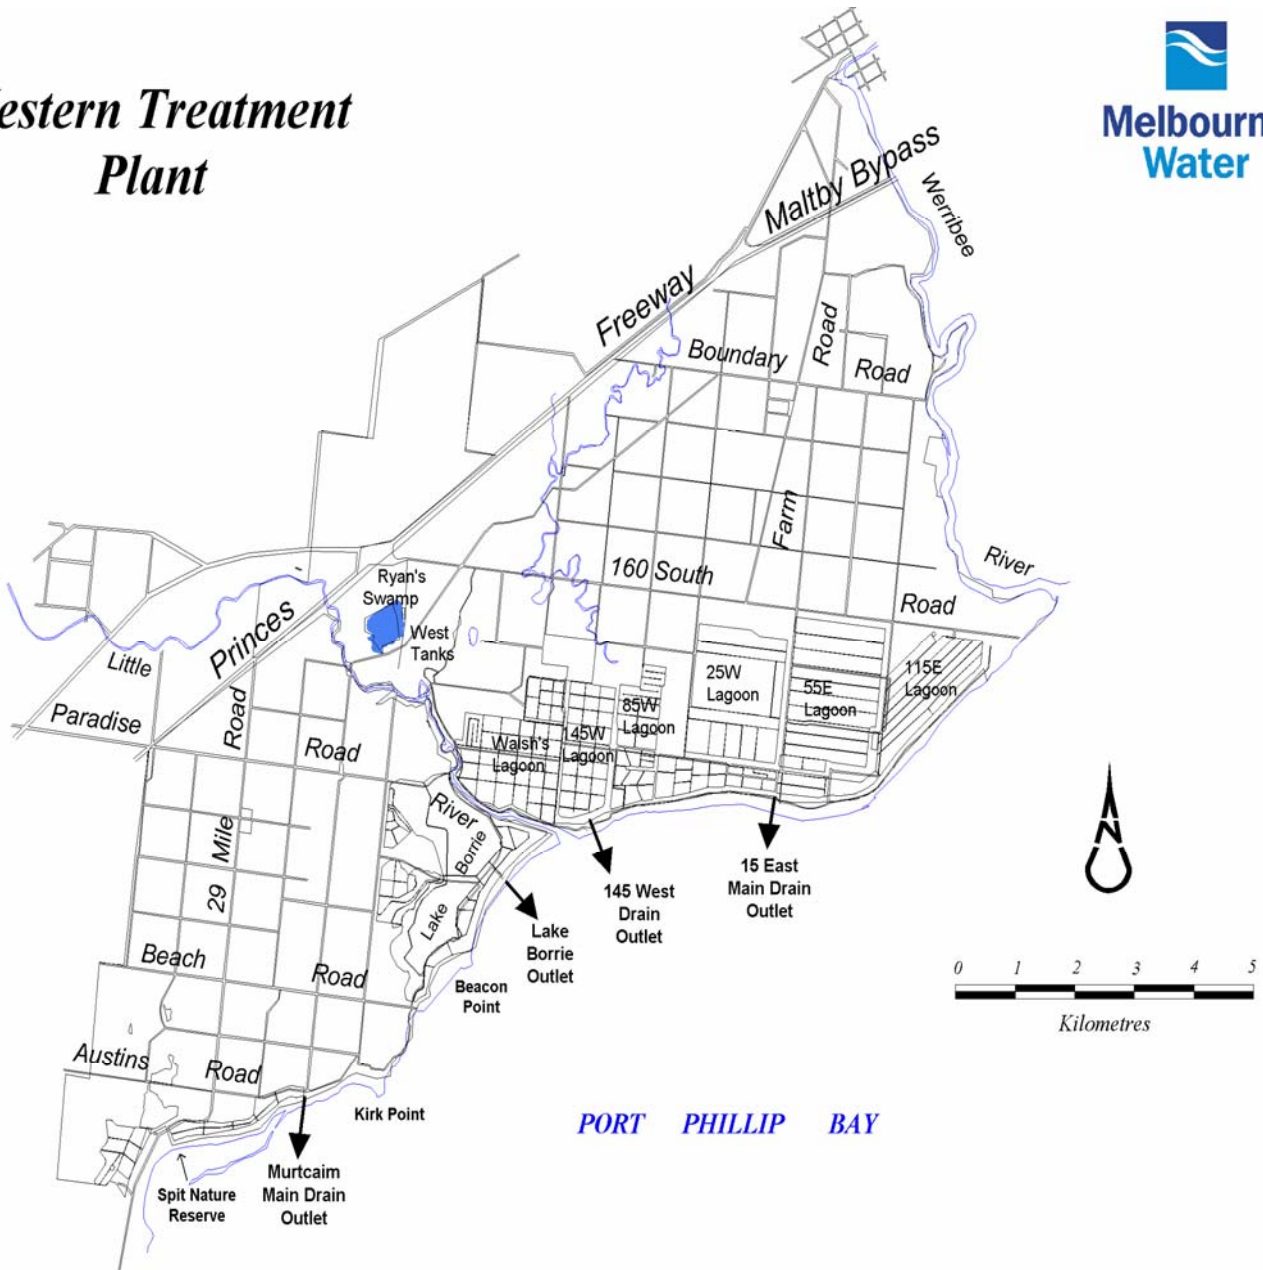 estern Treatment
Plant
Melbourn
Water
Maltby Bypass
Werribee
Freeway
Boundary
Road
Road
Farm
River
160 South
Road
Ryan's
Swamp
West
Tanks
Princes
Little
Paradise
Road
Road
25W
Lagoon
55E
Lagoon
115E
Lagoon
85W
Lagoon
145W
Lagoon
Walsh's
Lagoon
River
Borrie
Lake
29
Mile
Beach
Road
Austins
Road
15 East
Main Drain
Outlet
145 West
Drain
Outlet
Lake
Borrie
Outlet
Beacon
Point
Kirk Point
Murtcaim
Main Drain
Outlet
Spit Nature
Reserve
PORT PHILLIP BAY
N
0 1 2 3 4 5
Kilometres